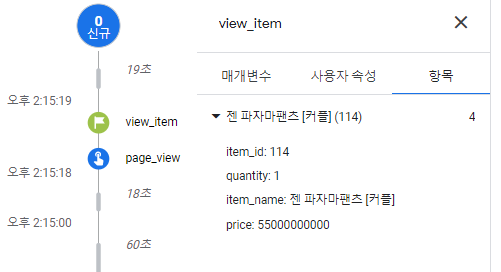 0
신규
19초
오후 2:15:19
view_item
page_view
오후 2:15:18
18초
오후 2:15:00
60초
view_item
매개변수
사용자 속성
항목
젠 파자마팬츠 [커플] (114) 4
item_id: 114
quantity: 1
item_name: 젠 파자마팬츠 [커플]
price: 55000000000